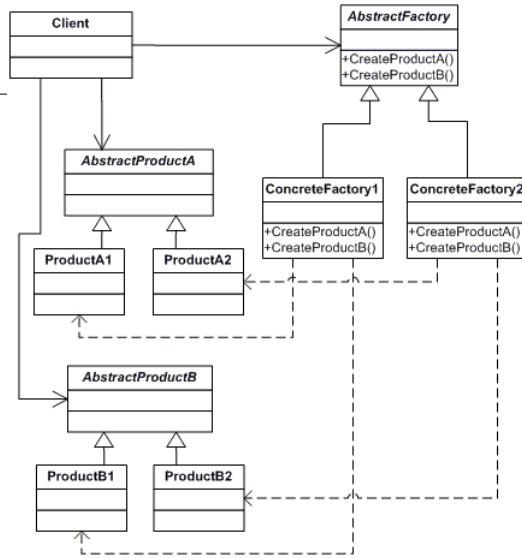 Client
AbstractFactory
+CreateProductA()
+CreateProductB()
AbstractProductA
ConcreteFactory1
+CreateProductA()
+CreateProductB()
ConcreteFactory2
+CreateProductA()
+CreateProductB()
ProductA1
ProductA2
AbstractProductB
ProductB1
ProductB2